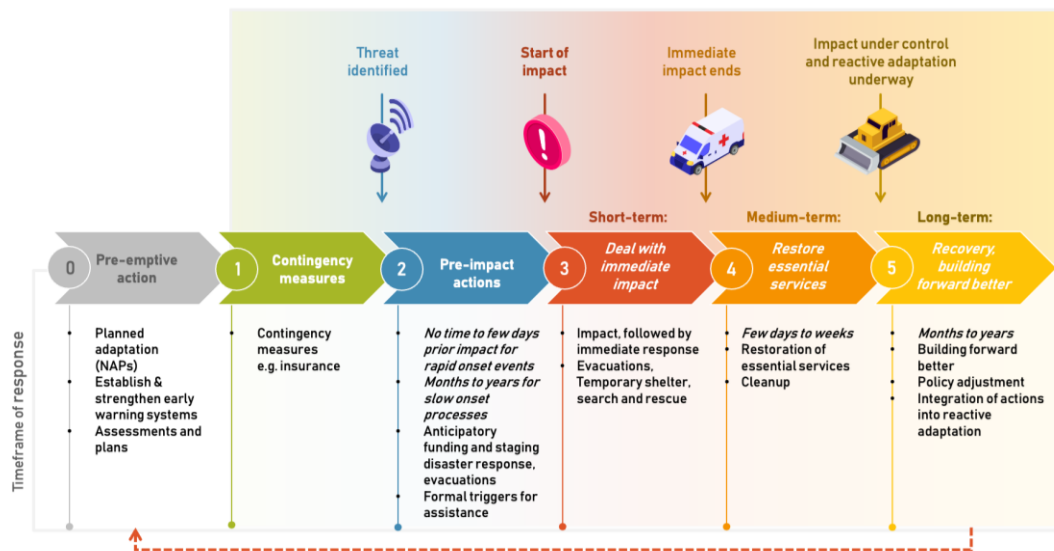 Threat
identified
Start of
impact
Immediate
impact ends
Impact under control
and reactive adaptation
underway
Short-term:
Medium-term:
Long-term:
0
Pre-emptive
action
1
Contingency
measures
2
Pre-impact
actions
3
Deal with
immediate
impact
4
Restore
essential
services
5
Recovery,
building
forward better
Timeframe of response
• Planned
adaptation
(NAPs)
• Establish &
strengthen early
warning systems
• Assessments and
plans
• Contingency
measures
e.g. insurance
• No time to few days
prior impact for
rapid onset events
• Months to years for
slow onset
processes
• Anticipatory
funding and staging
disaster response,
evacuations
• Formal triggers for
assistance
• Impact, followed by
immediate response
• Evacuations,
Temporary shelter,
search and rescue
• Few days to weeks
• Restoration of
essential services
• Cleanup
• Months to years
• Building forward
better
• Policy adjustment
• Integration of actions
into reactive
adaptation